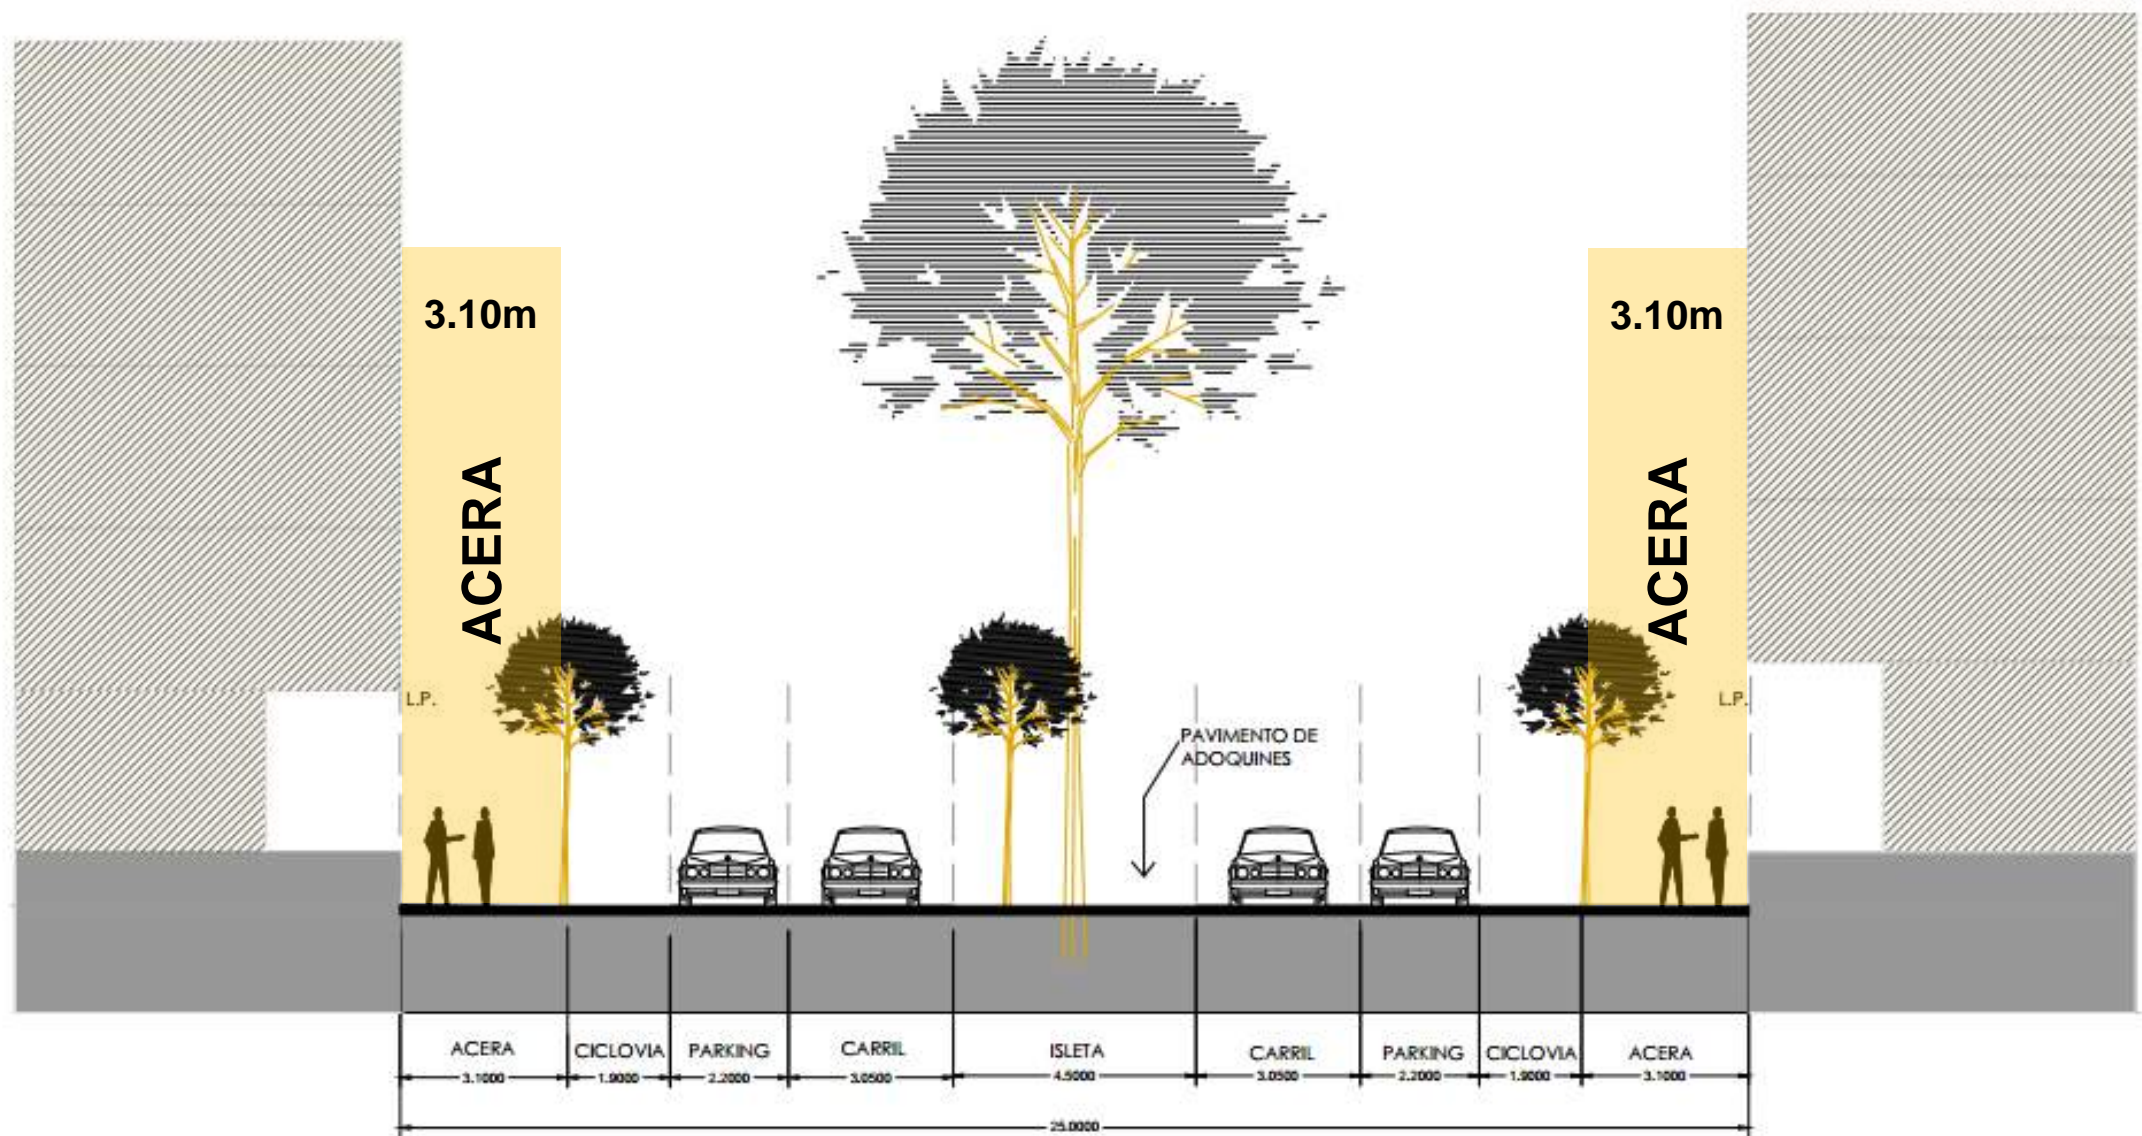 3.10m
3.10m
ACERA
ACERA
L.P.
L.P.
PAVIMENTO DE
ADOQUINES
ACERA CICLOVIA PARKING CARRIL ISLETA CARRIL PARKING CICLOVIA ACERA
3.1000 1.9000 2.2000 3.0500 4.5000 3.0500 2.2000 1.9000 3.1000
25.0000